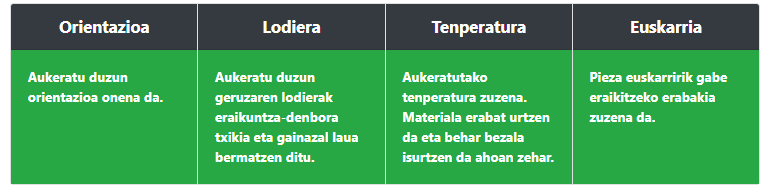 Orientazioa
Lodiera
Tenperatura
Euskarria
Aukeratu duzun
orientazioa onena da.
Aukeratu duzun
geruzaren lodierak
eraikuntza-denbora
txikia eta gainazal laua
bermatzen ditu.
Aukeratutako
tenperatura zuzena.
Materiala erabat urtzen
da eta behar bezala
isurtzen da ahoan zehar.
Pieza euskarririk gabe
eraikitzeko erabakia
zuzena da.